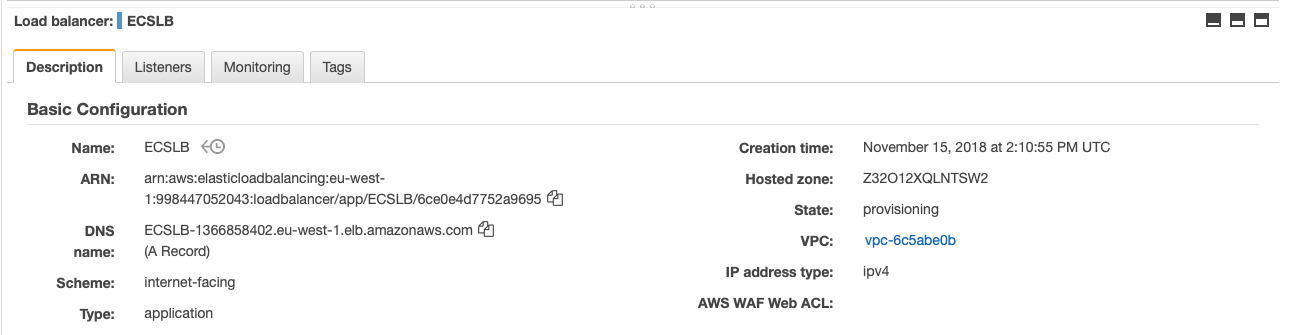 Load balancer: ECSLB
Description Listeners Monitoring Tags
Basic Configuration
Name: ECSLB
ARN: arn:aws:elasticloadbalancing:eu-west-
1:998447052043:loadbalancer/app/ECSLB/6ce0e4d7752a9695
DNS name: ECSLB-1366858402.eu-west-1.elb.amazonaws.com
(A Record)
Scheme: internet-facing
Type: application
Creation time: November 15, 2018 at 2:10:55 PM UTC
Hosted zone: Z32O12XQLNTSW2
State: provisioning
VPC: vpc-6c5abe0b
IP address type: ipv4
AWS WAF Web ACL: